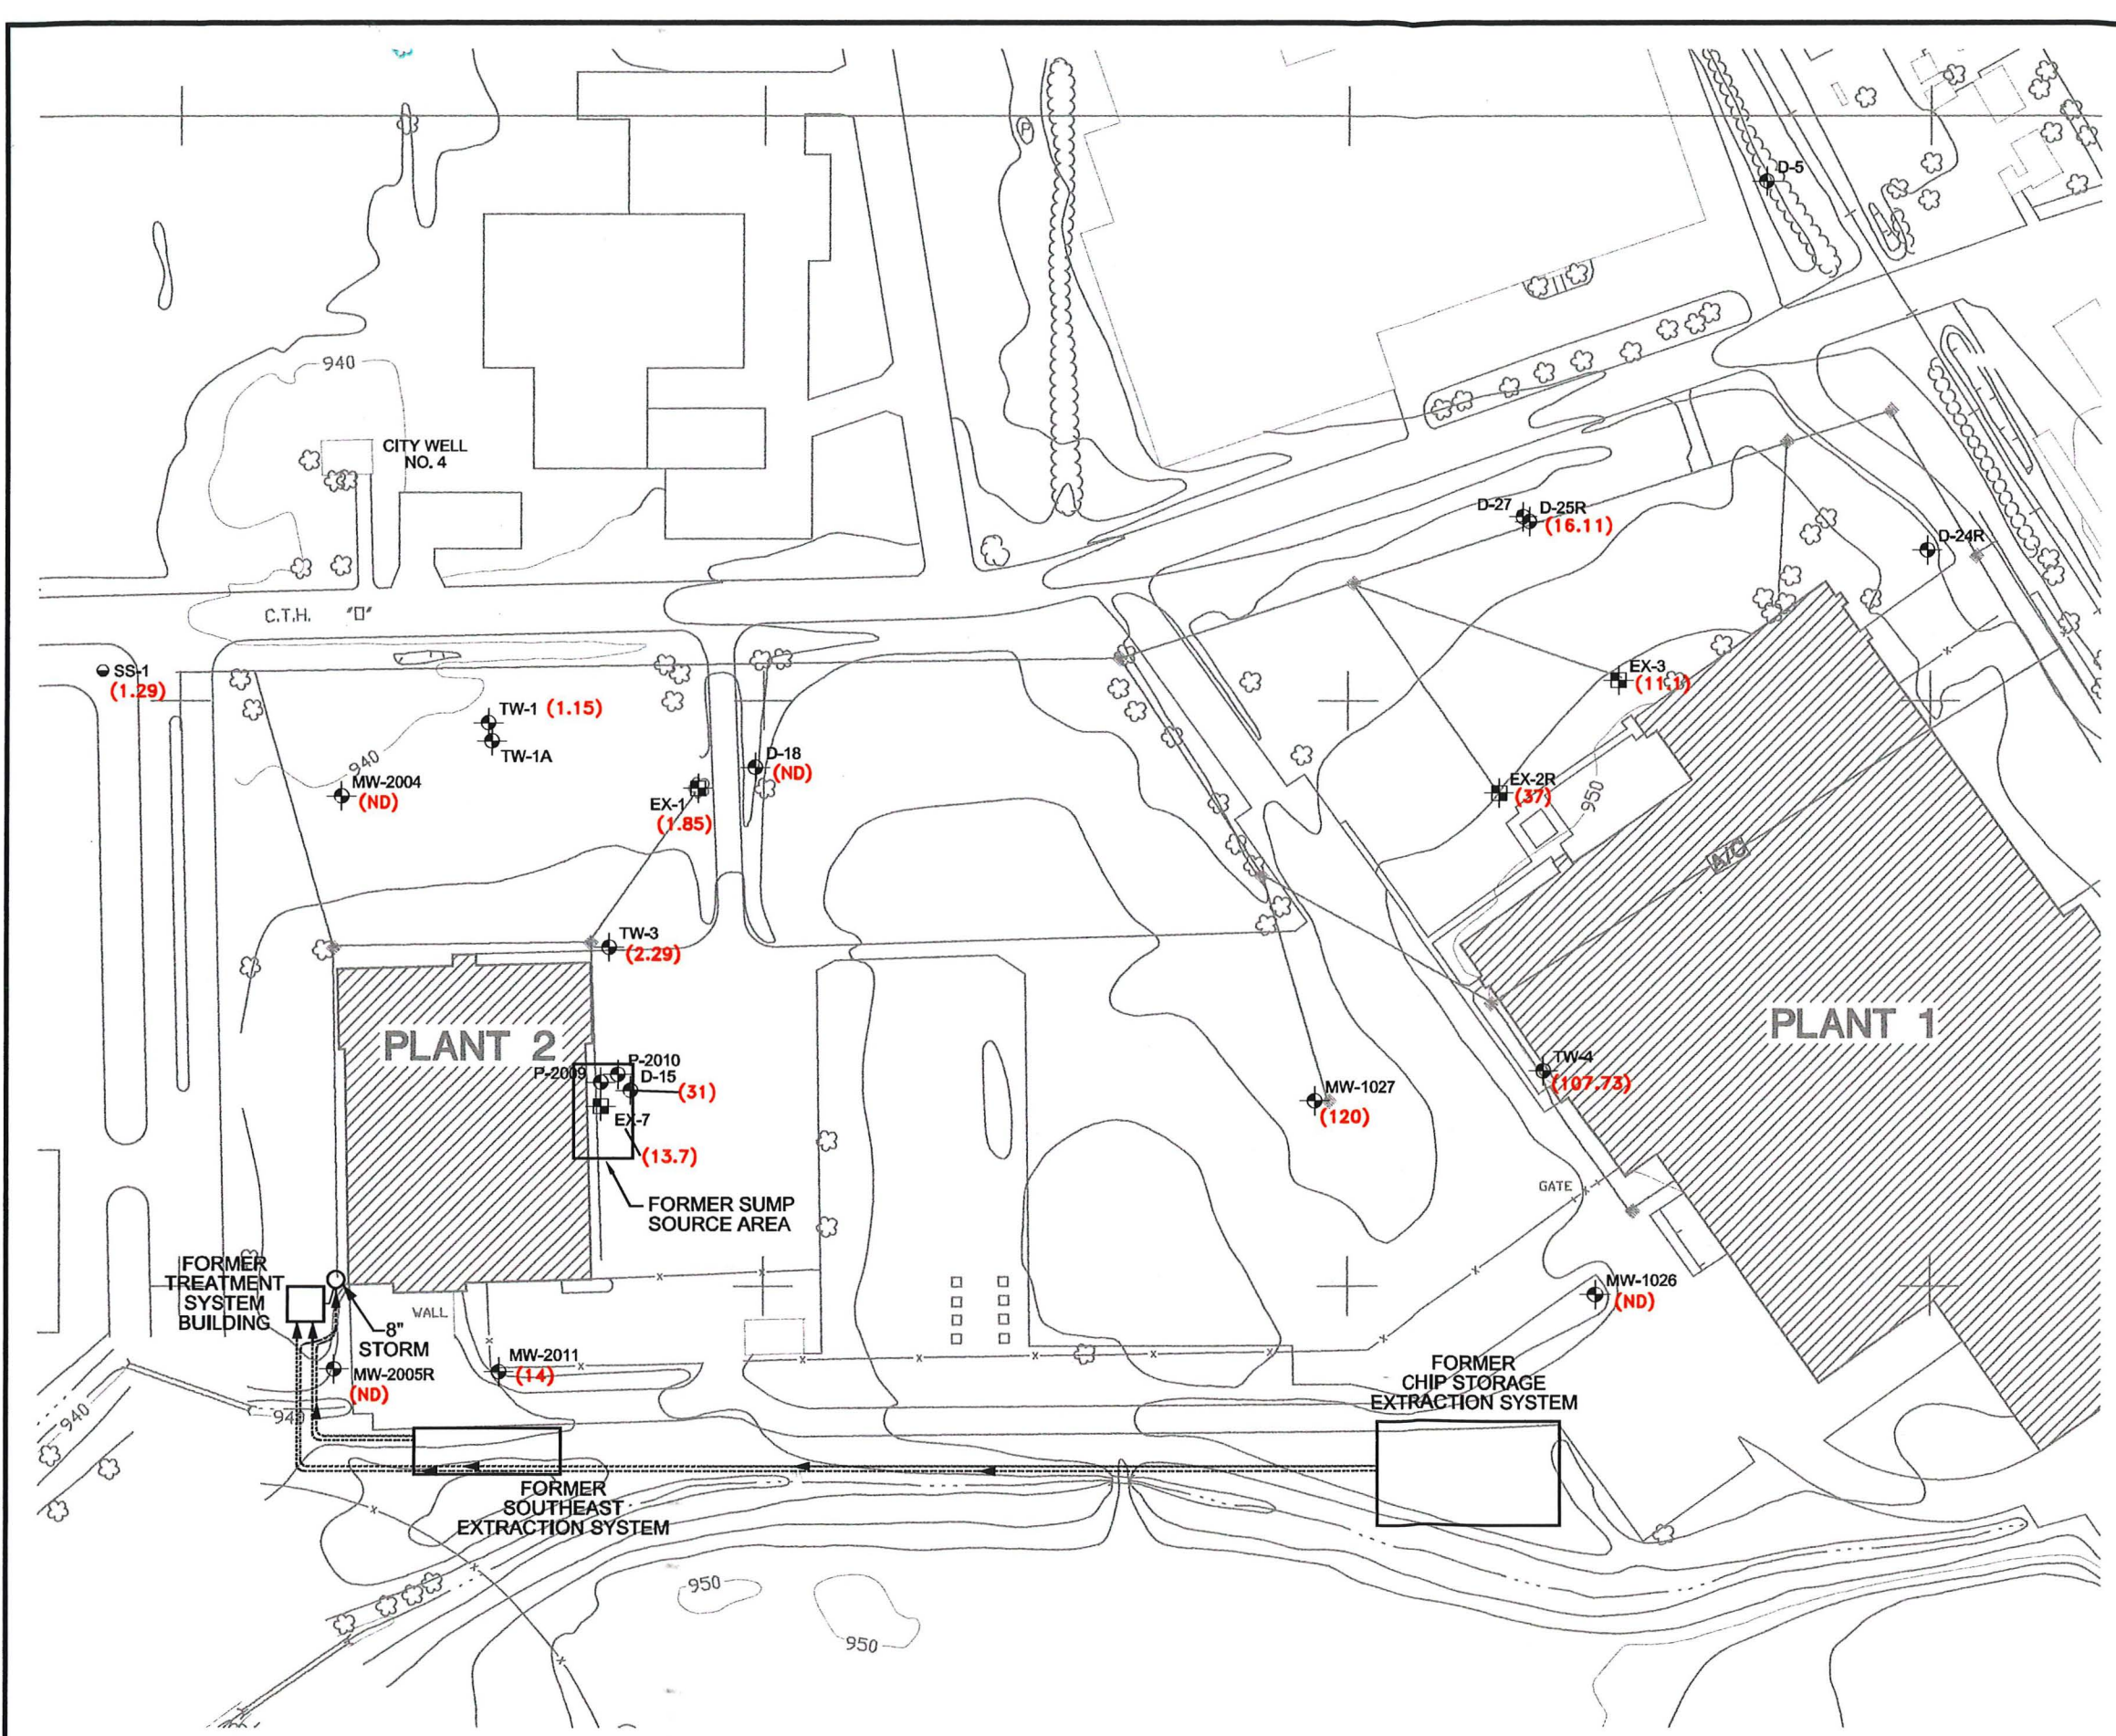 P
D-5
940
CITY WELL
NO. 4
D-27
D-25R
(16.11)
D-24R
C.T.H. "O"
SS-1
(1.29)
TW-1 (1.15)
TW-1A
940
MW-2004
(ND)
D-18
(ND)
EX-1
(1.85)
EX-3
(11.1)
EX-2R
(37)
950
A/C
TW-3
(2.29)
PLANT 2
PLANT 1
P-2010
P-2009
D-15
(31)
EX-7
(13.7)
TW-4
(107.73)
MW-1027
(120)
GATE
FORMER SUMP
SOURCE AREA
FORMER
TREATMENT
SYSTEM
BUILDING
WALL
8"
STORM
MW-1026
(ND)
MW-2011
(14)
MW-2005R
(ND)
FORMER
CHIP STORAGE
EXTRACTION SYSTEM
940
940
FORMER
SOUTHEAST
EXTRACTION SYSTEM
950
950